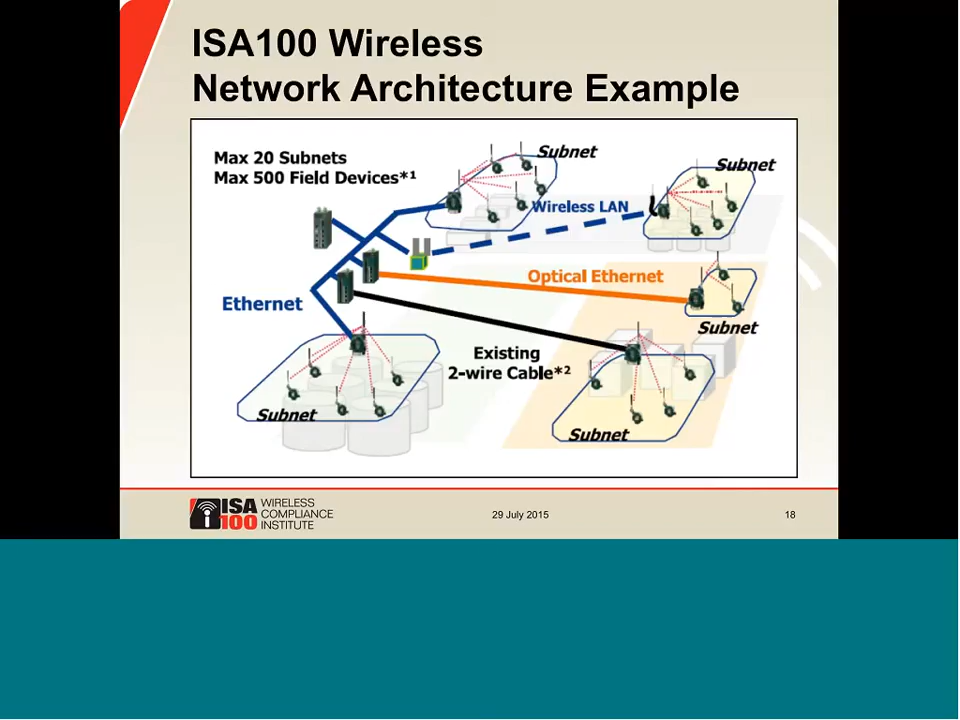 ISA100 Wireless
Network Architecture Example
Max 20 Subnets
Max 500 Field Devices*1
Subnet
Subnet
Wireless LAN
Optical Ethernet
Ethernet
Subnet
Existing
2-wire Cable*2
Subnet
Subnet
ISA
100
WIRELESS
COMPLIANCE
INSTITUTE
29 July 2015
18